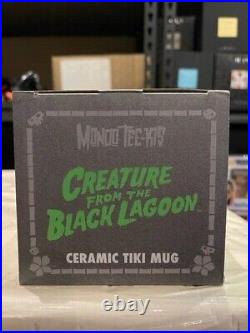 MONDO TEE-KIS
CREATURE
FROM THE
BLACK LAGOON
CERAMIC TIKI MUG